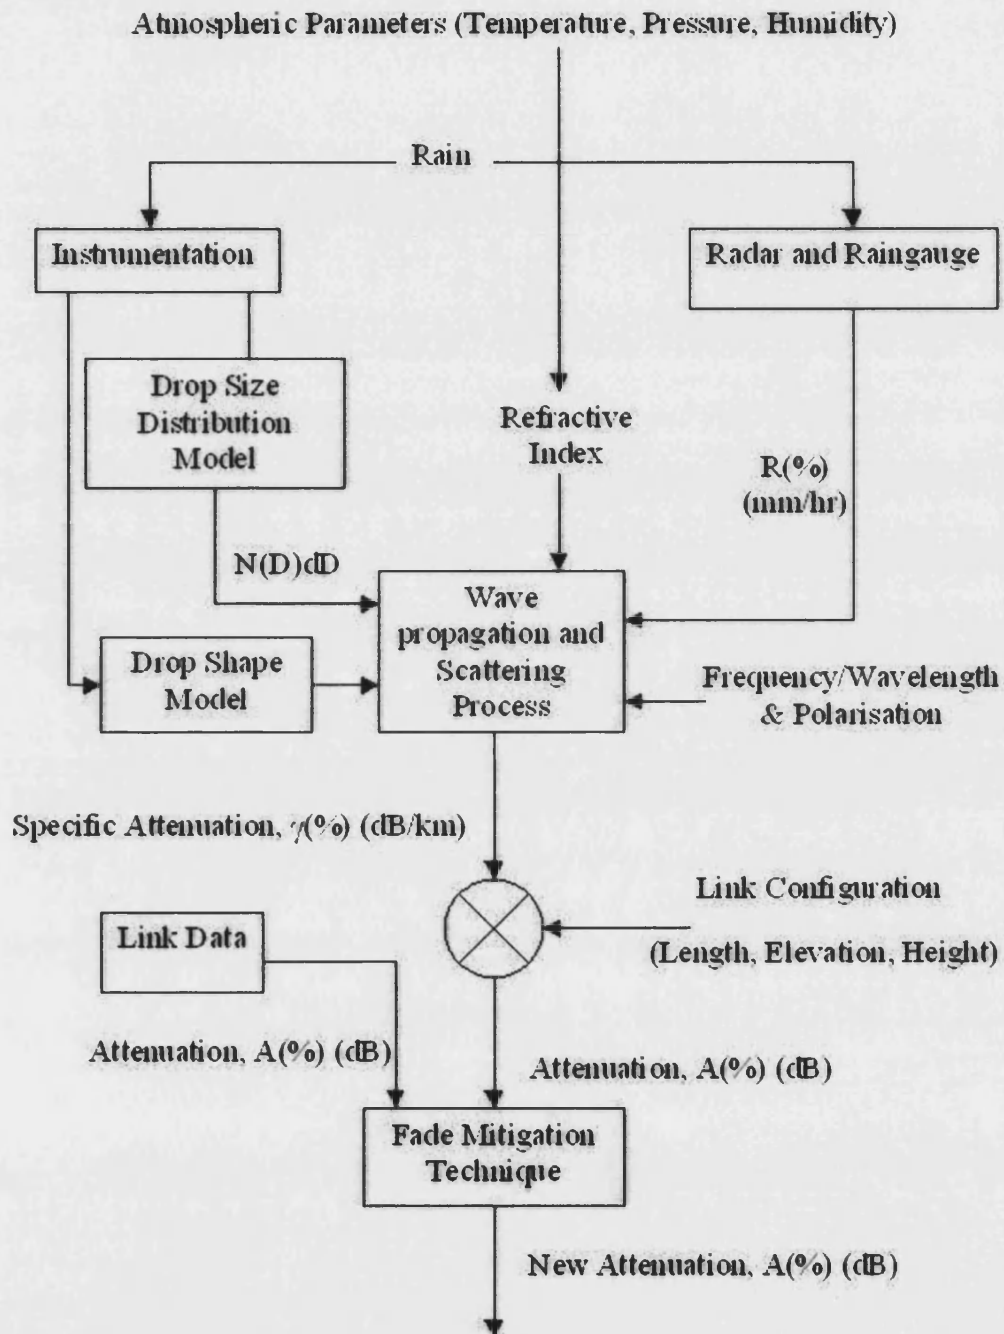 Atmospheric Parameters (Temperature, Pressure, Humidity)
Rain
Instrumentation
Radar and Raingauge
Drop Size
Distribution
Model
Refractive
Index
R(%)
(mm/hr)
N(D)dD
Wave
propagation and
Scattering
Process
Drop Shape
Model
Frequency/Wavelength
& Polarisation
Specific Attenuation, γ(%) (dB/km)
Link Configuration
(Length, Elevation, Height)
Link Data
Attenuation, A(%) (dB)
Attenuation, A(%) (dB)
Fade Mitigation
Technique
New Attenuation, A(%) (dB)